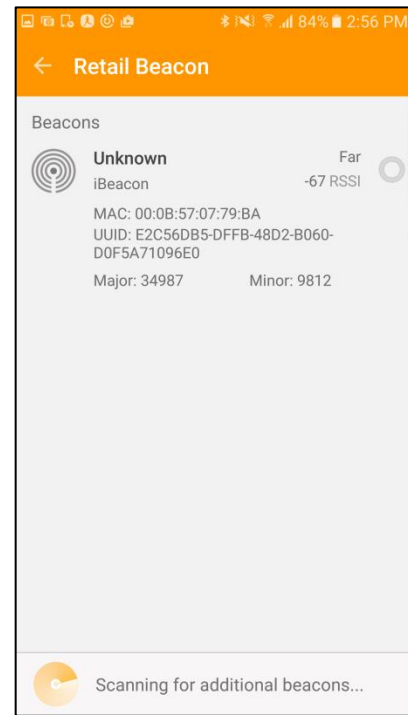 84% 2:56 PM
← Retail Beacon
Beacons
Unknown Far
iBeacon -67 RSSI
MAC: 00:0B:57:07:79:BA
UUID: E2C56DB5-DFFB-48D2-B060-
D0F5A71096E0
Major: 34987 Minor: 9812
Scanning for additional beacons...